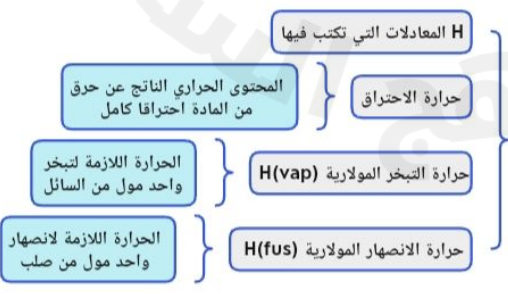 H المعادلات التي تكتب فيها
حرارة الاحتراق
المحتوى الحراري الناتج عن حرق
من المادة احتراقا كامل
حرارة التبخر المولارية H(vap)
الحرارة اللازمة لتبخر
واحد مول من السائل
حرارة الانصهار المولارية H(fus)
الحرارة اللازمة لانصهار
واحد مول من صلب